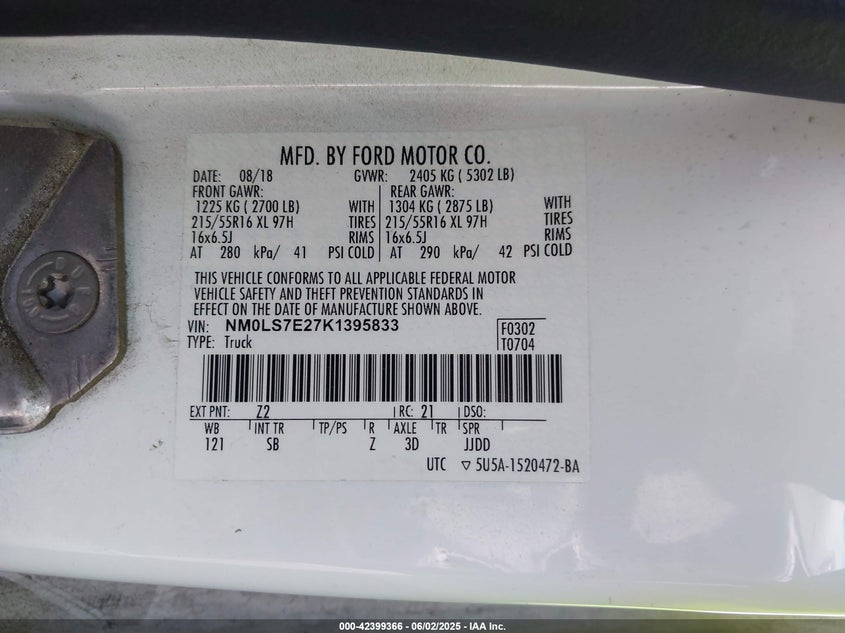 MFD. BY FORD MOTOR CO.
DATE: 08/18 GVWR: 2405 KG ( 5302 LB)
FRONT GAWR: REAR GAWR:
1225 KG ( 2700 LB) WITH 1304 KG ( 2875 LB) WITH
215/55R16 XL 97H TIRES 215/55R16 XL 97H TIRES
16x6.5J RIMS 16x6.5J RIMS
AT 280 kPa/ 41 PSI COLD AT 290 kPa/ 42 PSI COLD
THIS VEHICLE CONFORMS TO ALL APPLICABLE FEDERAL MOTOR
VEHICLE SAFETY AND THEFT PREVENTION STANDARDS IN
EFFECT ON THE DATE OF MANUFACTURE SHOWN ABOVE.
VIN: NM0LS7E27K1395833 F0302
TYPE: Truck T0704
EXT PNT: Z2 RC: 21 DSO:
WB INT TR TP/PS R AXLE TR SPR
121 SB Z 3D JJDD
UTC ▽ 5U5A-1520472-BA
000-42399366 - 06/02/2025 - IAA Inc.